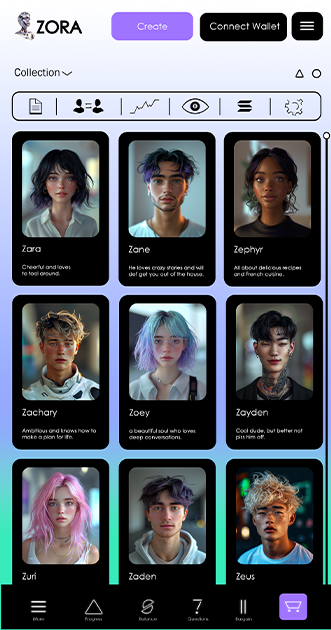 ZORA
Create
Connect Wallet
Collection
Zara
Cheerful and loves
to fool around.
Zane
He loves crazy stories and will
def get you out of the house.
Zephyr
All about delicious recipes
and French cuisine.
Zachary
Ambitious and knows how to
make a plan for life.
Zoey
a beautiful soul who loves
deep conversations.
Zayden
Cool dude, but better not
piss him off.
Zuri
Zaden
Zeus
Progress
Balance
Questions